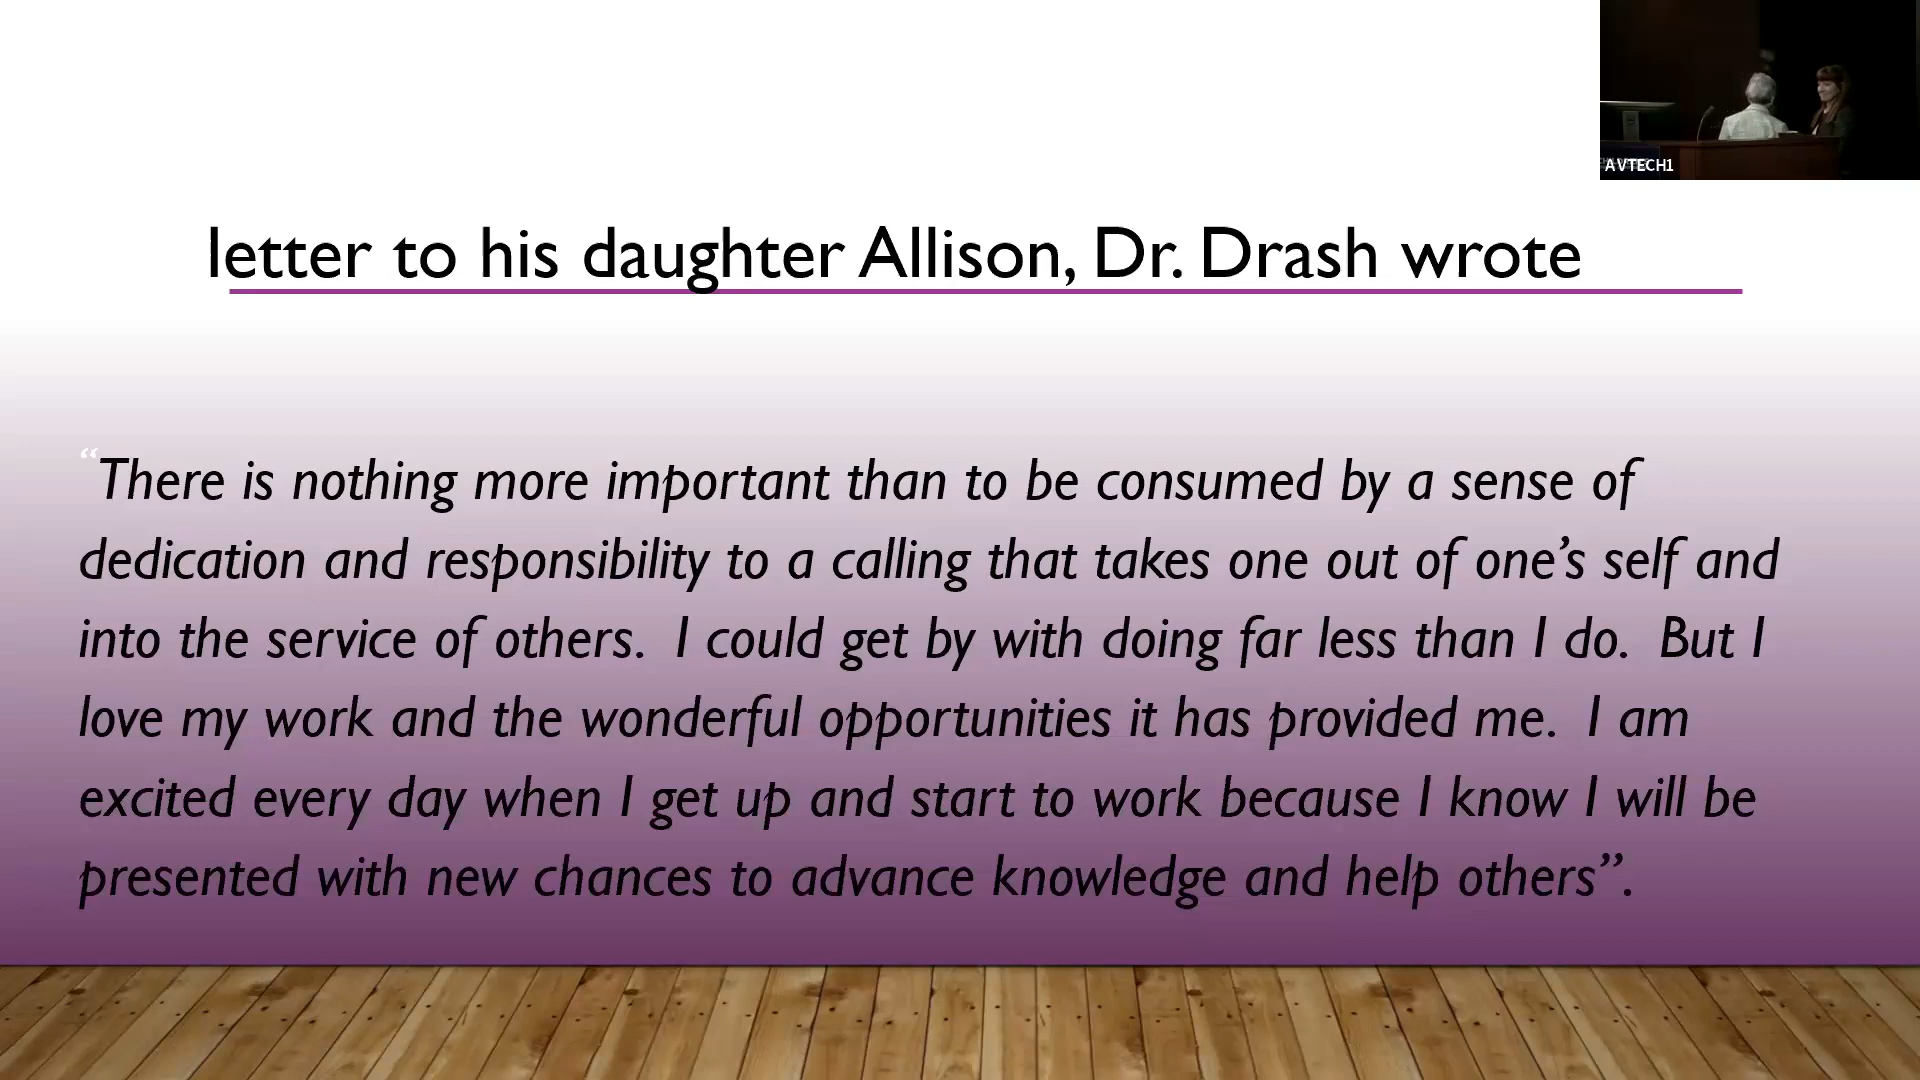 AVTECH1
letter to his daughter Allison, Dr. Drash wrote
“There is nothing more important than to be consumed by a sense of
dedication and responsibility to a calling that takes one out of one’s self and
into the service of others.  I could get by with doing far less than I do.  But I
love my work and the wonderful opportunities it has provided me.  I am
excited every day when I get up and start to work because I know I will be
presented with new chances to advance knowledge and help others”.